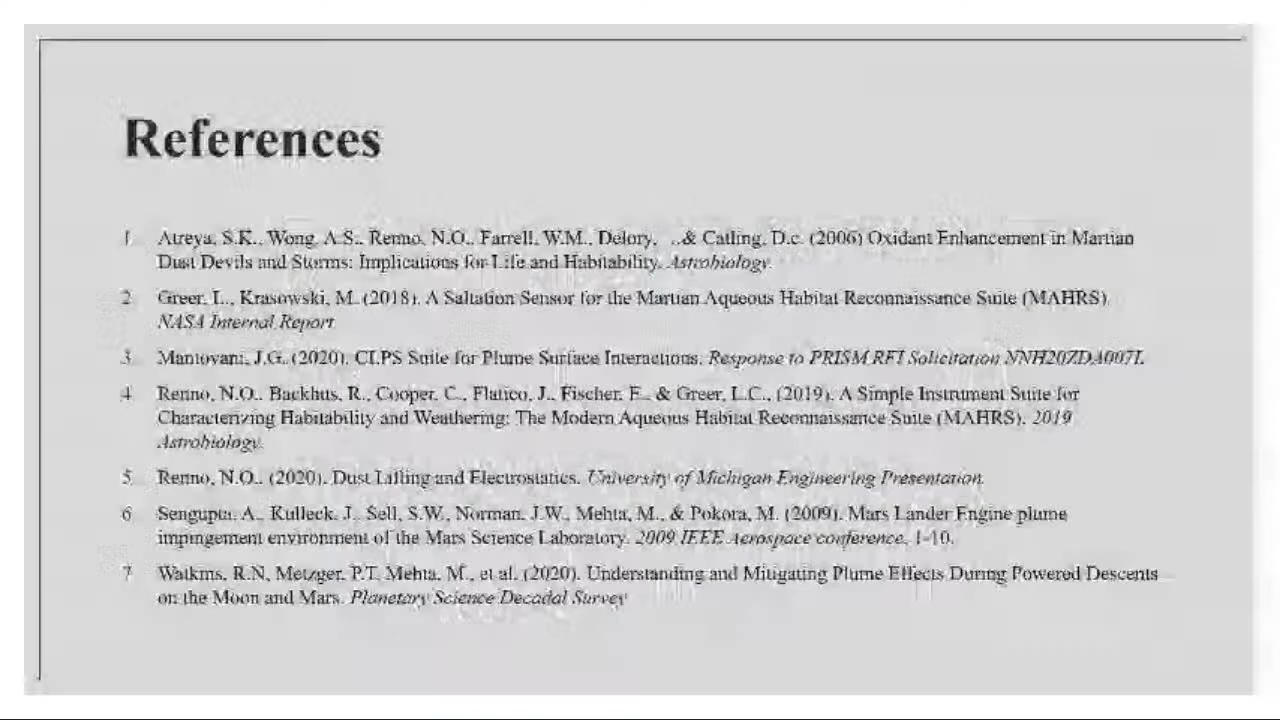 References
1. Atreya, S.K., Wong, A.S., Renno, N.O., Farrell, W.M., Delory, ...& Catling, D.c. (2006) Oxidant Enhancement in Martian
Dust Devils and Storms: Implications for Life and Habitability. Astrobiology.
2. Greer, L., Krasowski, M. (2018). A Saltation Sensor for the Martian Aqueous Habitat Reconnaissance Suite (MAHRS).
NASA Internal Report
3. Mantovani, J.G. (2020). CLPS Suite for Plume Surface Interactions. Response to PRISM RFI Solicitation NNH20ZDA007L
4. Renno, N.O., Backhus, R., Cooper, C., Flatico, J., Fischer, E., & Greer, L.C., (2019). A Simple Instrument Suite for
Characterizing Habitability and Weathering: The Modern Aqueous Habitat Reconnaissance Suite (MAHRS). 2019
Astrobiology.
5. Renno, N.O., (2020). Dust Lifting and Electrostatics. University of Michigan Engineering Presentation.
6. Sengupta, A., Kulleck, J., Sell, S.W., Norman, J.W., Mehta, M., & Pokora, M. (2009). Mars Lander Engine plume
impingement environment of the Mars Science Laboratory. 2009 IEEE Aerospace conference, 1-10.
7. Watkins, R.N, Metzger, P.T, Mehta, M., et al. (2020). Understanding and Mitigating Plume Effects During Powered Descents
on the Moon and Mars. Planetary Science Decadal Survey